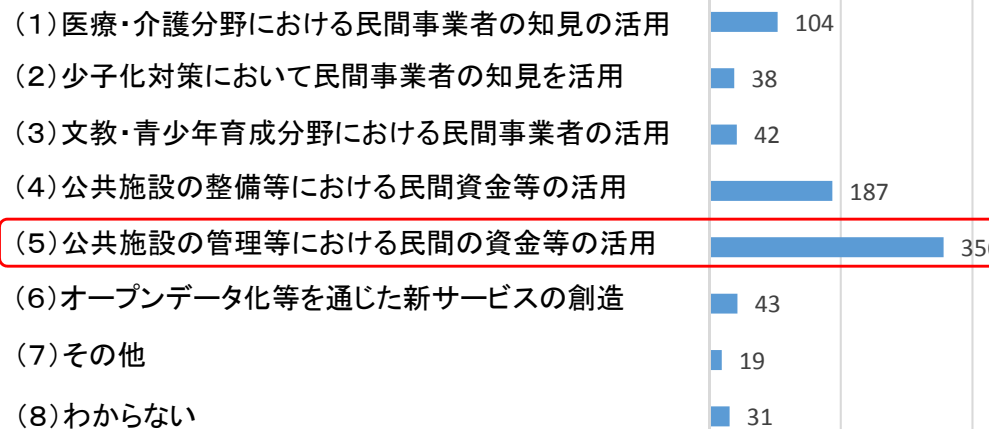 (1)医療・介護分野における民間事業者の知見の活用 104
(2)少子化対策において民間事業者の知見を活用 38
(3)文教・青少年育成分野における民間事業者の活用 42
(4)公共施設の整備等における民間資金等の活用 187
(5)公共施設の管理等における民間の資金等の活用
(6)オープンデータ化等を通じた新サービスの創造 43
(7)その他 19
(8)わからない 31